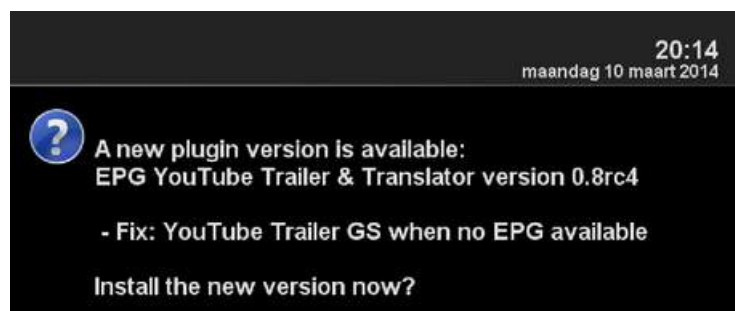 20:14
maandag 10 maart 2014
A new plugin version is available:
EPG YouTube Trailer & Translator version 0.8rc4
- Fix: YouTube Trailer GS when no EPG available
Install the new version now?